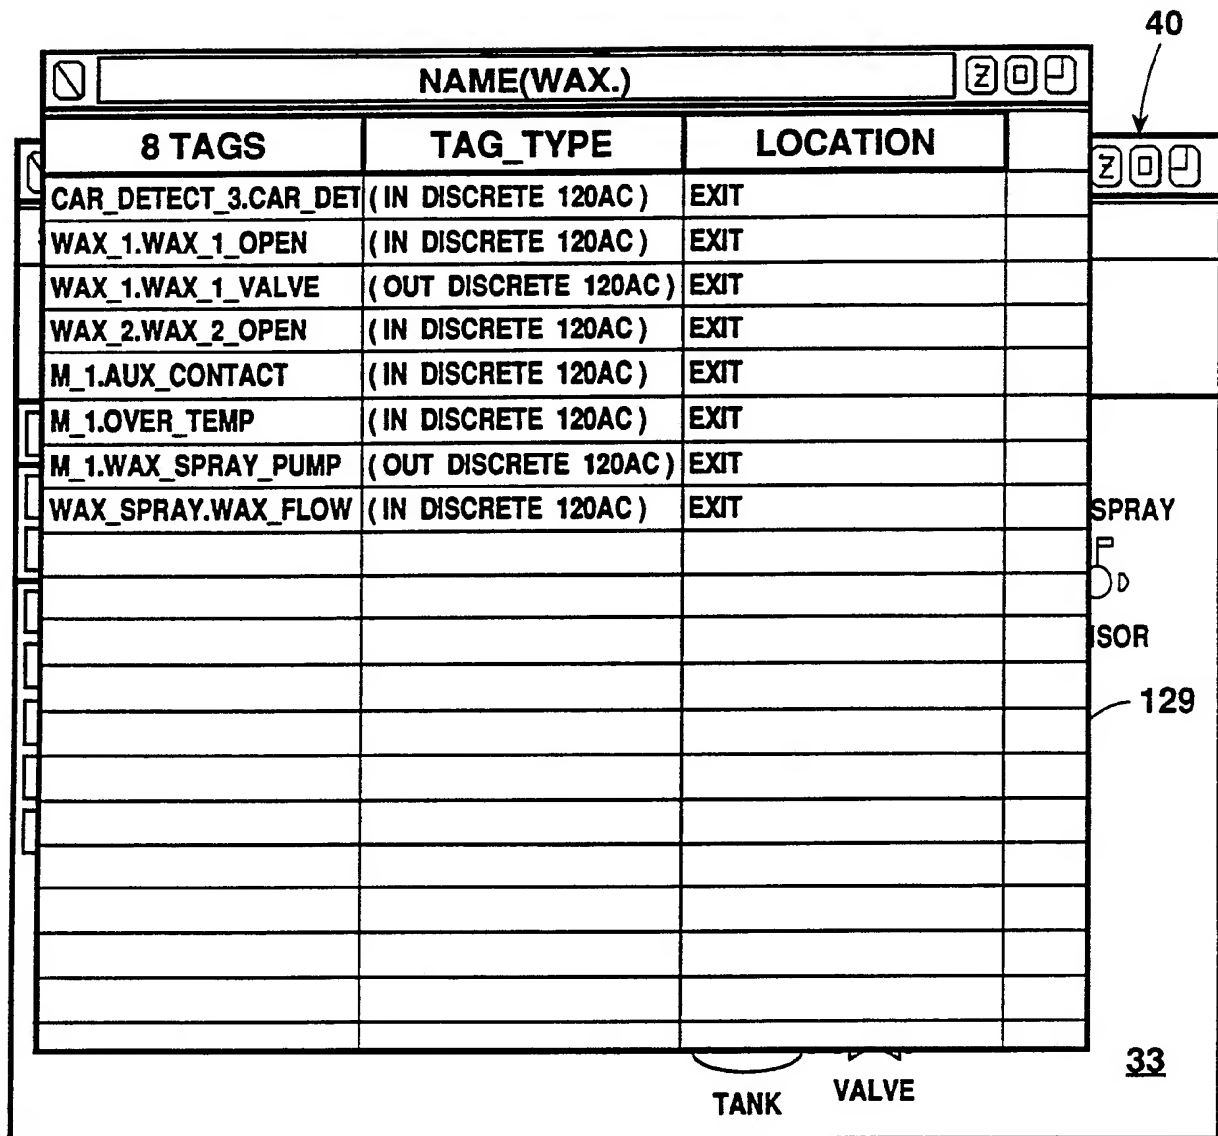 40
NAME(WAX.)
Z
8 TAGS TAG_TYPE LOCATION
Z
CAR_DETECT_3.CAR_DET (IN DISCRETE 120AC) EXIT
WAX_1.WAX_1_OPEN (IN DISCRETE 120AC) EXIT
WAX_1.WAX_1_VALVE (OUT DISCRETE 120AC) EXIT
WAX_2.WAX_2_OPEN (IN DISCRETE 120AC) EXIT
M_1.AUX_CONTACT (IN DISCRETE 120AC) EXIT
M_1.OVER_TEMP (IN DISCRETE 120AC) EXIT
M_1.WAX_SPRAY_PUMP (OUT DISCRETE 120AC) EXIT
WAX_SPRAY.WAX_FLOW (IN DISCRETE 120AC) EXIT
SPRAY
D
ISOR
129
33
TANK VALVE